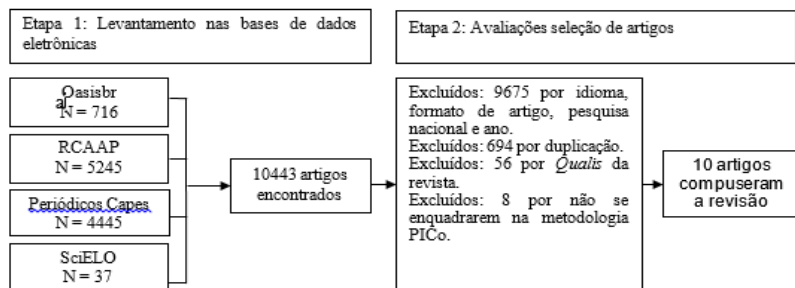 Etapa 1: Levantamento nas bases de dados
eletrônicas
Etapa 2: Avaliações seleção de artigos
Oasisbr
al.
N = 716
RCAAP
N = 5245
Periódicos Capes
N = 4445
SciELO
N = 37
10443 artigos
encontrados
Excluídos: 9675 por idioma,
formato de artigo, pesquisa
nacional e ano.
Excluídos: 694 por duplicação.
Excluídos: 56 por Qualis da
revista.
Excluídos: 8 por não se
enquadrarem na metodologia
PICo.
10 artigos
compuseram
a revisão